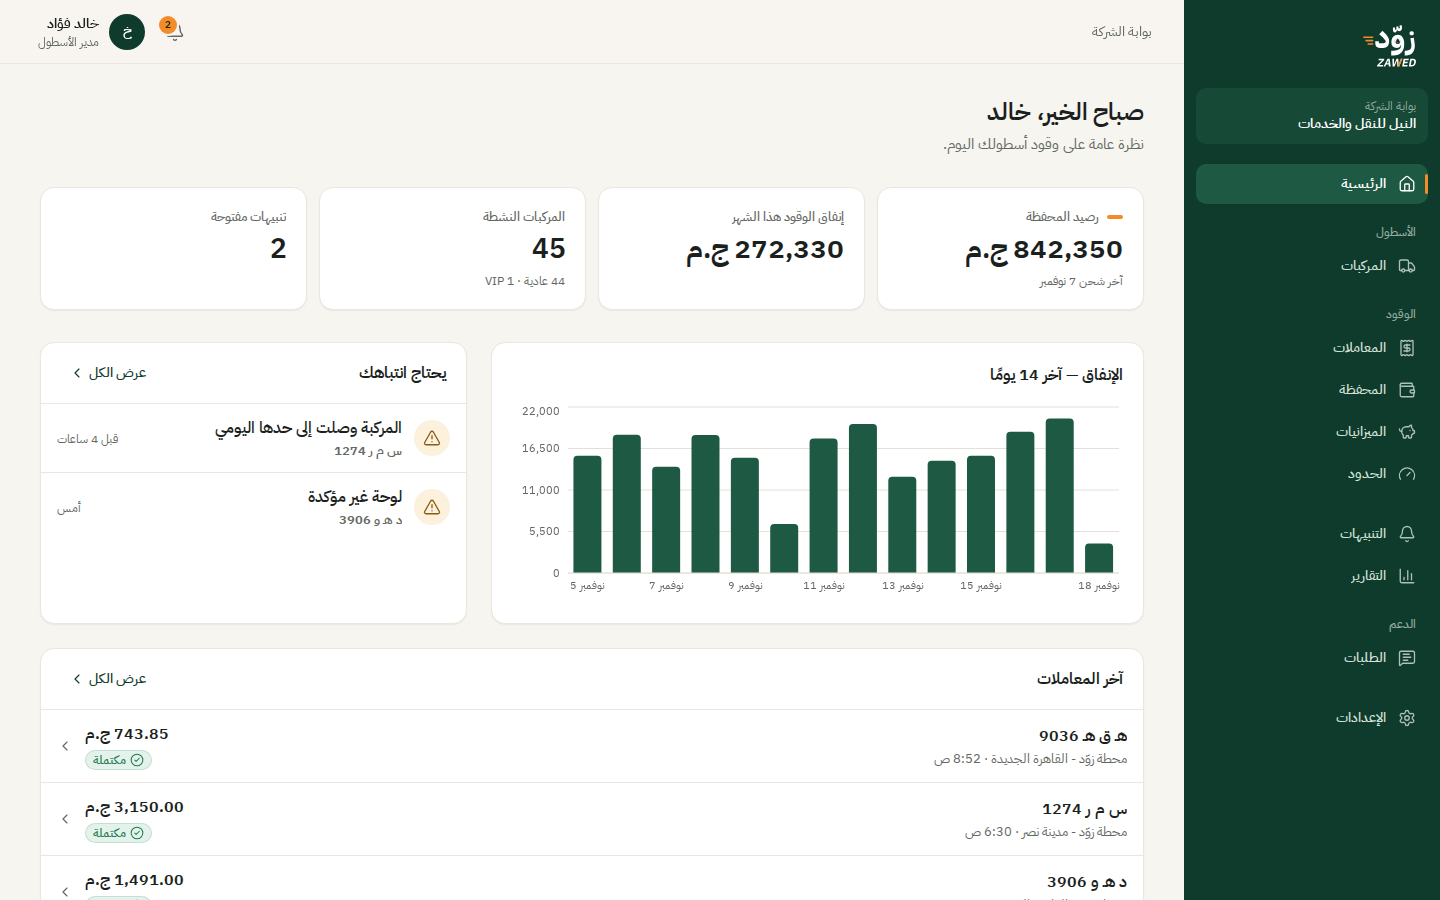 زوّد
ZAWED
بوابة الشركة
النيل للنقل والخدمات
الرئيسية
الأسطول
المركبات
الوقود
المعاملات
المحفظة
الميزانيات
الحدود
التنبيهات
التقارير
الدعم
الطلبات
الإعدادات
بوابة الشركة
2
خ
خالد فؤاد
مدير الأسطول
صباح الخير، خالد
نظرة عامة على وقود أسطولك اليوم.
رصيد المحفظة
842,350 ج.م
آخر شحن 7 نوفمبر
إنفاق الوقود هذا الشهر
272,330 ج.م
المركبات النشطة
45
44 عادية · 1 VIP
تنبيهات مفتوحة
2
الإنفاق — آخر 14 يومًا
22,000
16,500
11,000
5,500
0
5 نوفمبر
7 نوفمبر
9 نوفمبر
11 نوفمبر
13 نوفمبر
15 نوفمبر
18 نوفمبر
يحتاج انتباهك
عرض الكل
المركبة وصلت إلى حدها اليومي
س م ر 1274
قبل 4 ساعات
لوحة غير مؤكدة
د هـ و 3906
أمس
آخر المعاملات
عرض الكل
هـ ق هـ 9036
محطة زوّد - القاهرة الجديدة · 8:52 ص
743.85 ج.م
مكتملة
س م ر 1274
محطة زوّد - مدينة نصر · 6:30 ص
3,150.00 ج.م
مكتملة
د هـ و 3906
1,491.00 ج.م